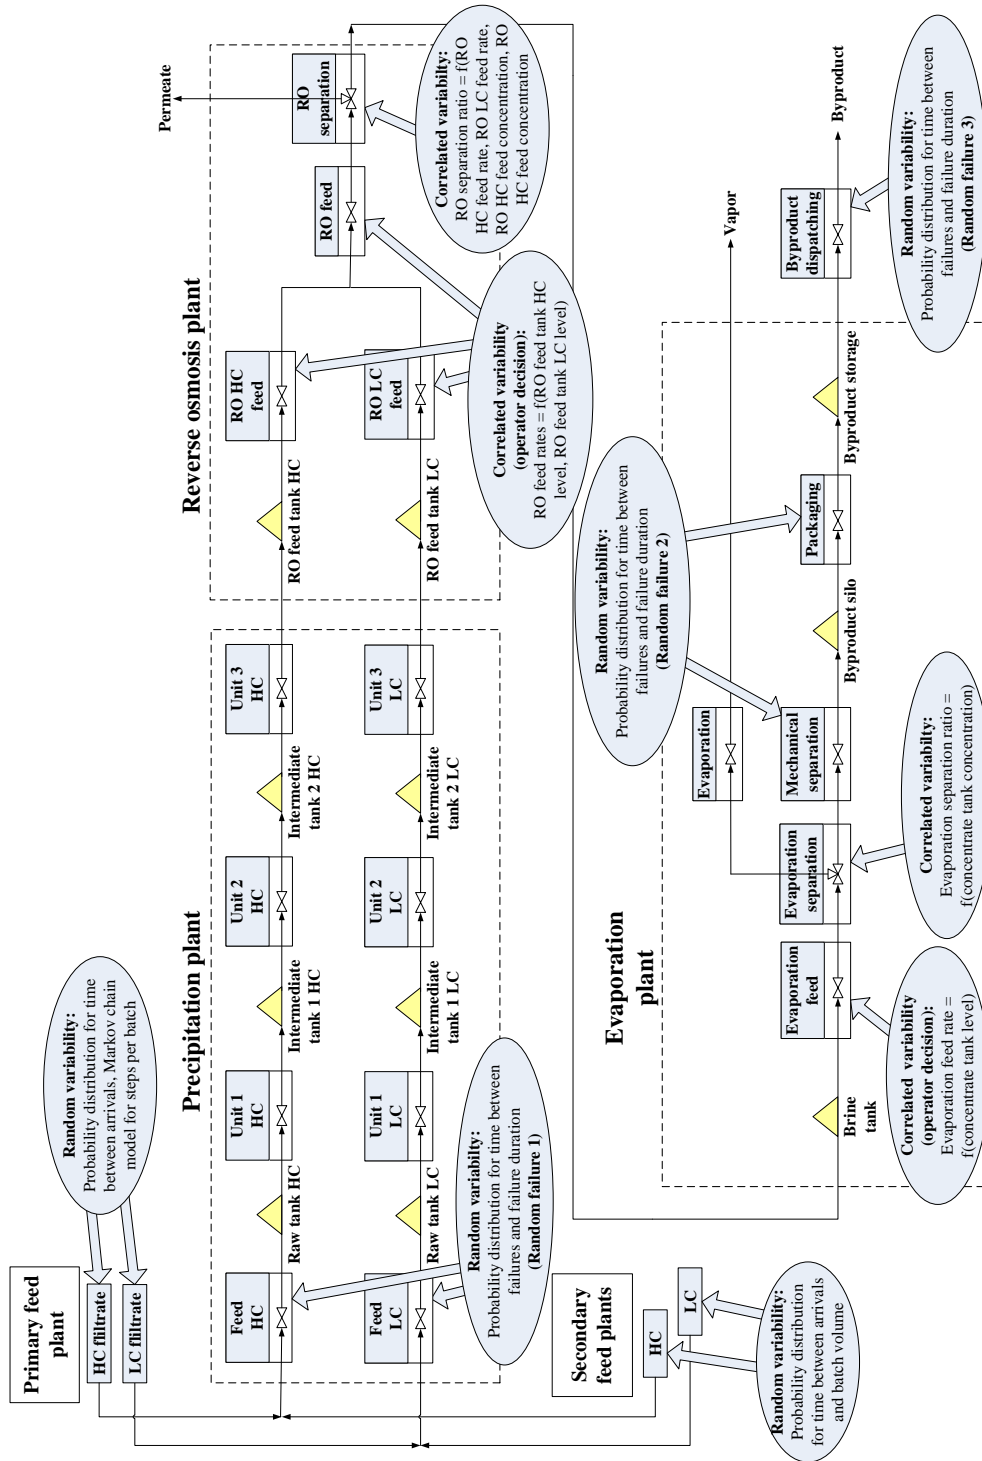 Primary feed
plant
HC fliltrate
LC fliltrate
Random variability:
Probability distribution for time
between arrivals, Markov chain
model for steps per batch
Precipitation plant
Feed
HC
Raw tank HC
Unit 1
HC
Intermediate
tank 1 HC
Unit 2
HC
Intermediate
tank 2 HC
Unit 3
HC
Feed
LC
Raw tank LC
Unit 1
LC
Intermediate
tank 1 LC
Unit 2
LC
Intermediate
tank 2 LC
Unit 3
LC
Random variability:
Probability distribution for time between
failures and failure duration
(Random failure 1)
Reverse osmosis plant
RO feed tank HC
RO HC
feed
RO feed tank LC
RO LC
feed
RO feed
RO
separation
Permeate
Correlated variability
(operator decision):
RO feed rates = f(RO feed tank HC
level, RO feed tank LC level)
Correlated variability:
RO separation ratio = f(RO
HC feed rate, RO LC feed rate,
RO HC feed concentration, RO
HC feed concentration
Secondary
feed plants
HC
LC
Random variability:
Probability distribution
for time between arrivals
and batch volume
Evaporation
plant
Brine
tank
Evaporation
feed
Evaporation
separation
Evaporation
Vapor
Mechanical
separation
Byproduct silo
Packaging
Byproduct storage
Byproduct
dispatching
Byproduct
Random variability:
Probability distribution for time between
failures and failure duration
(Random failure 2)
Correlated variability
(operator decision):
Evaporation feed rate =
f(concentrate tank level)
Correlated variability:
Evaporation separation ratio =
f(concentrate tank concentration)
Random variability:
Probability distribution for time between
failures and failure duration
(Random failure 3)